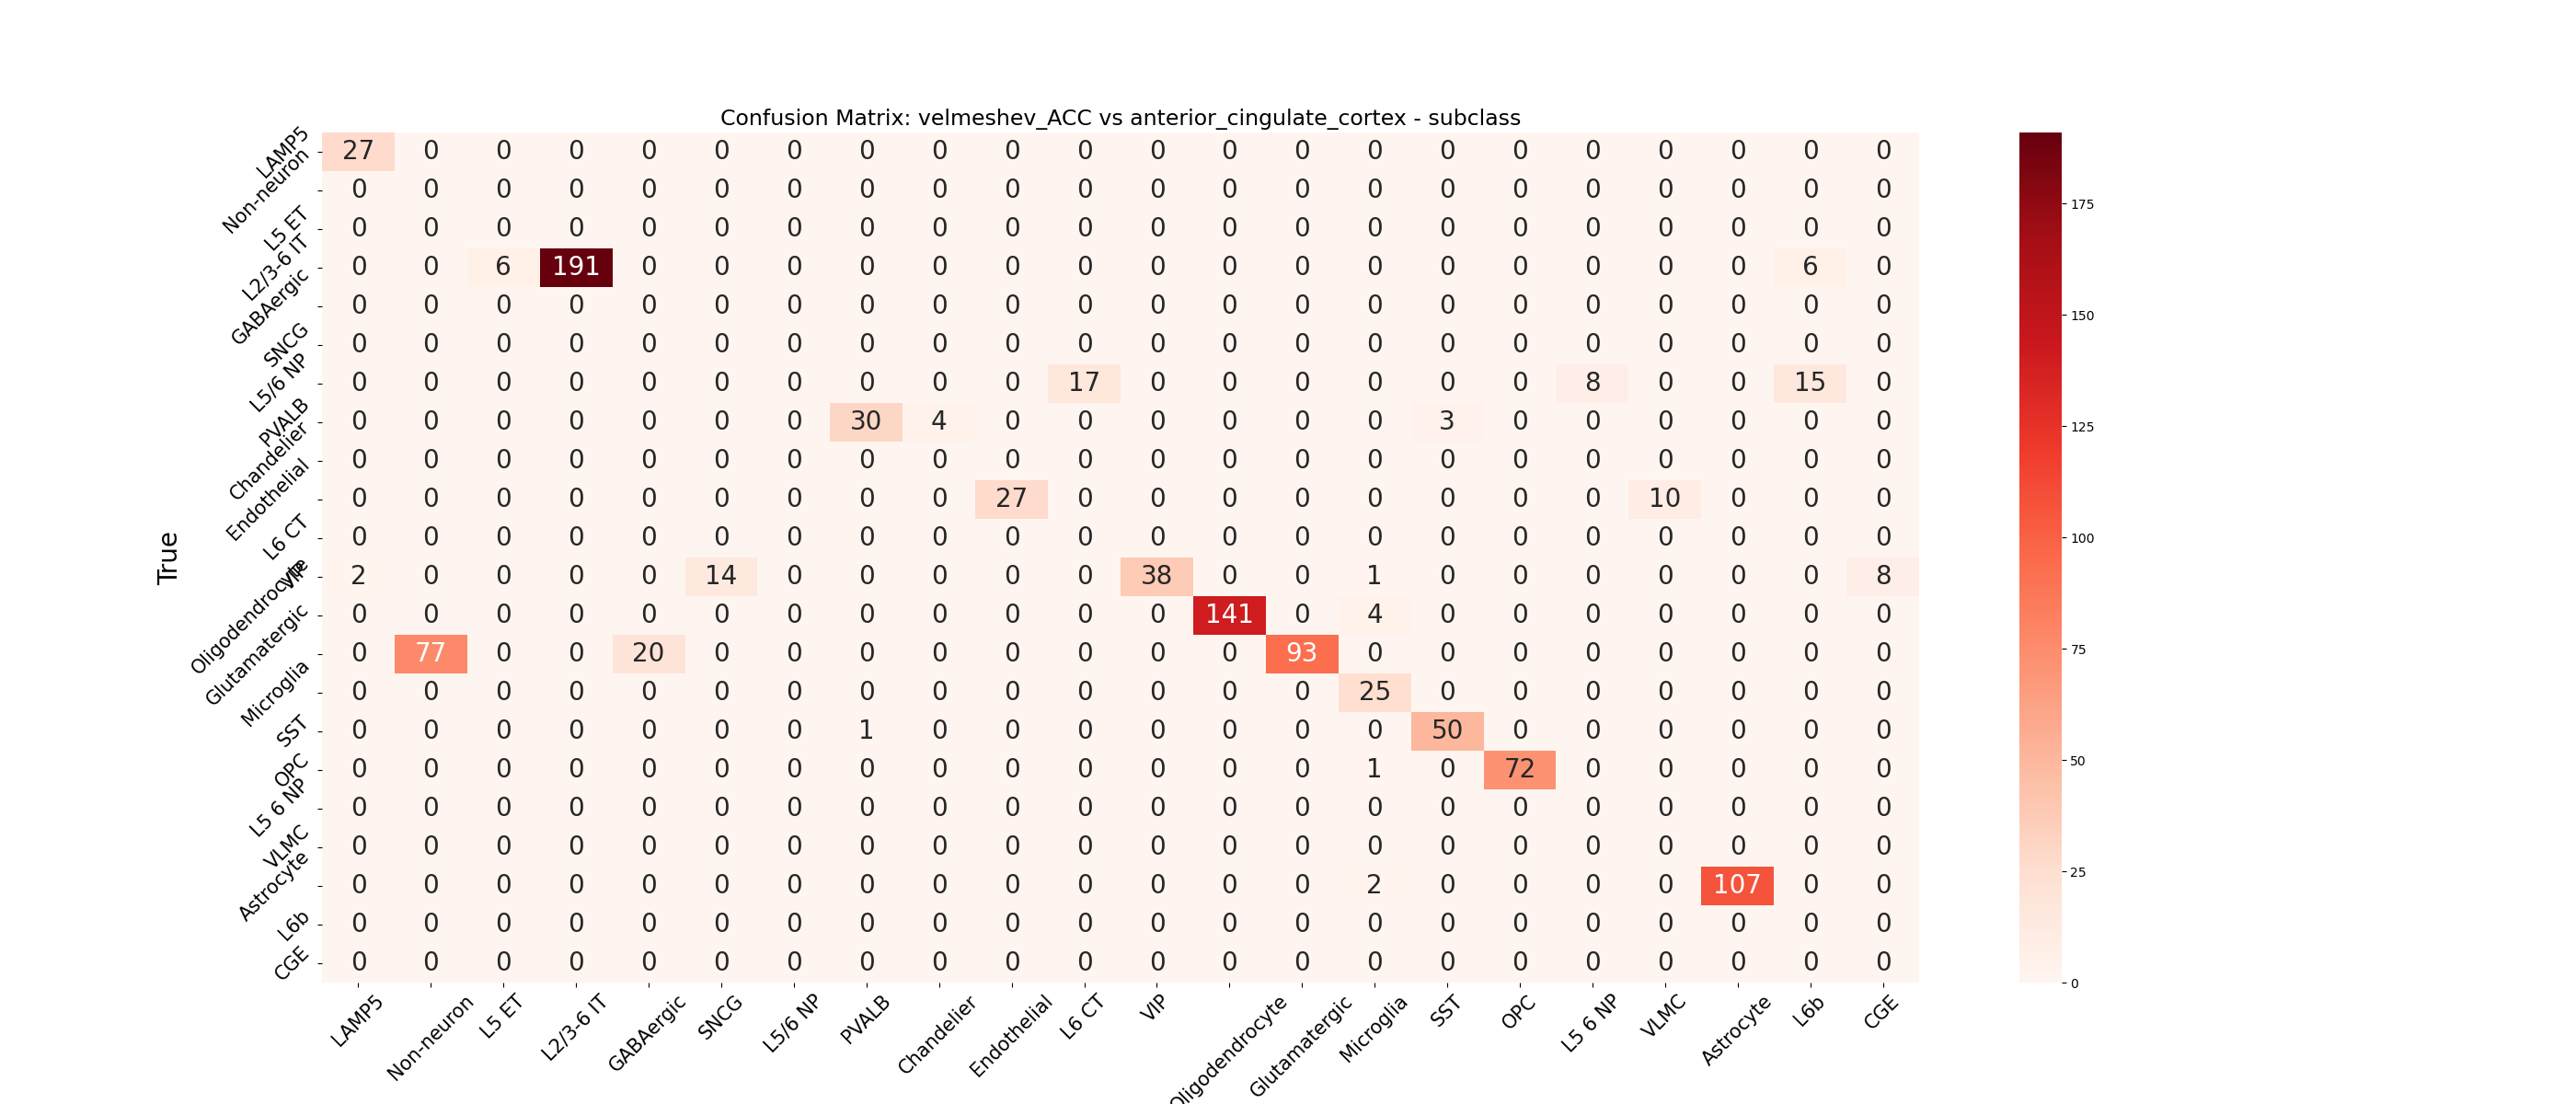 Confusion Matrix: velmeshev_ACC vs anterior_cingulate_cortex - subclass
True
LAMP5 27 0 0 0 0 0 0 0 0 0 0 0 0 0 0 0 0 0 0 0 0 0
Non-neuron 0 0 0 0 0 0 0 0 0 0 0 0 0 0 0 0 0 0 0 0 0 0
L5 ET 0 0 0 0 0 0 0 0 0 0 0 0 0 0 0 0 0 0 0 0 0 0
L2/3-6 IT 0 0 6 191 0 0 0 0 0 0 0 0 0 0 0 0 0 0 0 0 6 0
GABAergic 0 0 0 0 0 0 0 0 0 0 0 0 0 0 0 0 0 0 0 0 0 0
SNCG 0 0 0 0 0 0 0 0 0 0 0 0 0 0 0 0 0 0 0 0 0 0
L5/6 NP 0 0 0 0 0 0 0 0 0 0 17 0 0 0 0 0 0 8 0 0 15 0
PVALB 0 0 0 0 0 0 0 30 4 0 0 0 0 0 0 3 0 0 0 0 0 0
Chandelier 0 0 0 0 0 0 0 0 0 0 0 0 0 0 0 0 0 0 0 0 0 0
Endothelial 0 0 0 0 0 0 0 0 0 27 0 0 0 0 0 0 0 0 10 0 0 0
L6 CT 0 0 0 0 0 0 0 0 0 0 0 0 0 0 0 0 0 0 0 0 0 0
VIP 2 0 0 0 0 14 0 0 0 0 0 38 0 0 1 0 0 0 0 0 0 8
Oligodendrocyte 0 0 0 0 0 0 0 0 0 0 0 0 141 0 4 0 0 0 0 0 0 0
Glutamatergic 0 77 0 0 20 0 0 0 0 0 0 0 0 93 0 0 0 0 0 0 0 0
Microglia 0 0 0 0 0 0 0 0 0 0 0 0 0 0 25 0 0 0 0 0 0 0
SST 0 0 0 0 0 0 0 1 0 0 0 0 0 0 0 50 0 0 0 0 0 0
OPC 0 0 0 0 0 0 0 0 0 0 0 0 0 0 1 0 72 0 0 0 0 0
L5 6 NP 0 0 0 0 0 0 0 0 0 0 0 0 0 0 0 0 0 0 0 0 0 0
VLMC 0 0 0 0 0 0 0 0 0 0 0 0 0 0 0 0 0 0 0 0 0 0
Astrocyte 0 0 0 0 0 0 0 0 0 0 0 0 0 0 2 0 0 0 0 107 0 0
L6b 0 0 0 0 0 0 0 0 0 0 0 0 0 0 0 0 0 0 0 0 0 0
CGE 0 0 0 0 0 0 0 0 0 0 0 0 0 0 0 0 0 0 0 0 0 0
LAMP5 Non-neuron L5 ET L2/3-6 IT GABAergic SNCG L5/6 NP PVALB Chandelier Endothelial L6 CT VIP Oligodendrocyte Glutamatergic Microglia SST OPC L5 6 NP VLMC Astrocyte L6b CGE
175
150
125
100
75
50
25
0